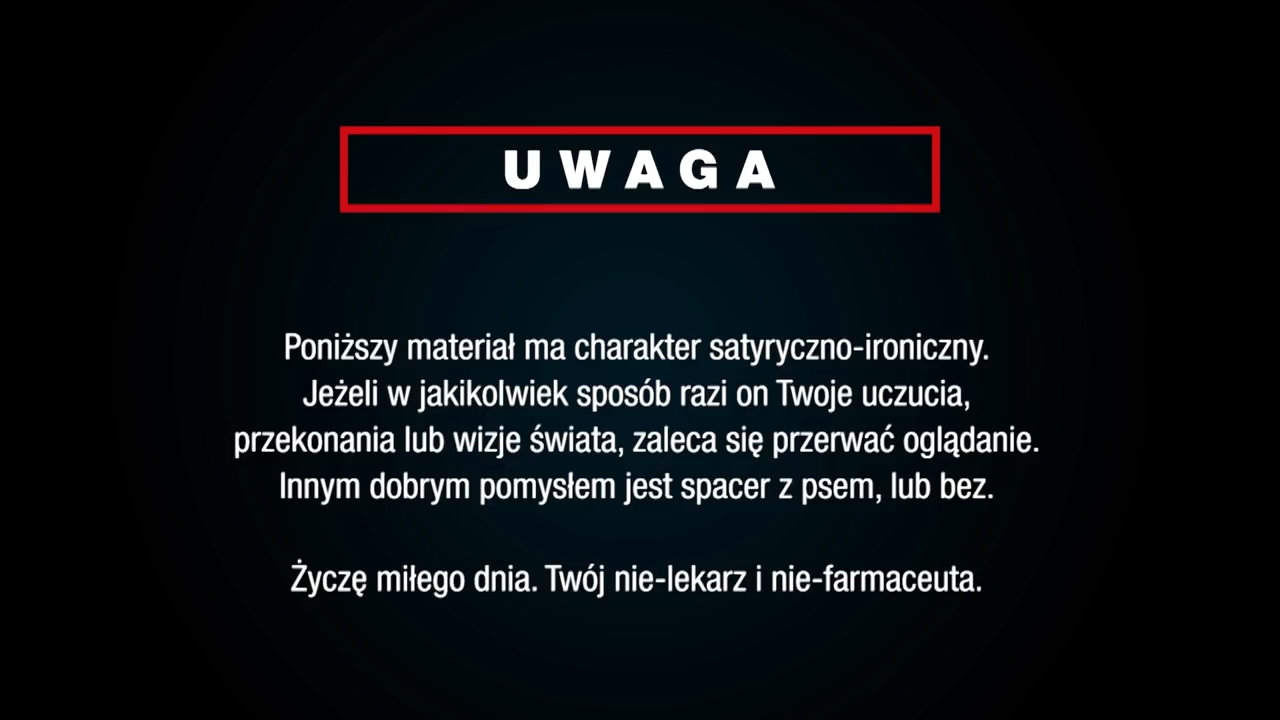 UWAGA
Poniższy materiał ma charakter satyryczno-ironiczny.
Jeżeli w jakikolwiek sposób razi on Twoje uczucia,
przekonania lub wizje świata, zaleca się przerwać oglądanie.
Innym dobrym pomysłem jest spacer z psem, lub bez.
Życzę miłego dnia. Twój nie-lekarz i nie-farmaceuta.